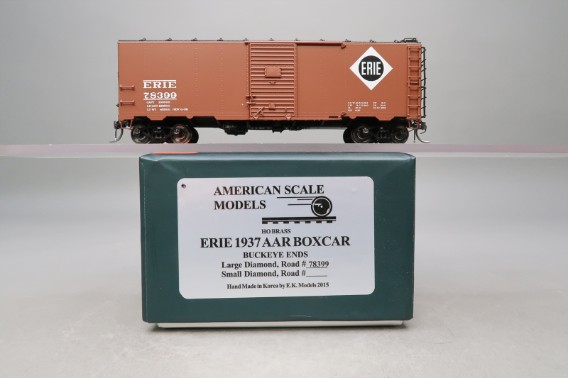 ERIE
78399
ERIE
AMERICAN SCALE
MODELS
HO BRASS
ERIE 1937 AAR BOXCAR
BUCKEYE ENDS
Large Diamond, Road # 78399
Small Diamond, Road #
Hand Made in Korea by E.K. Models 2015